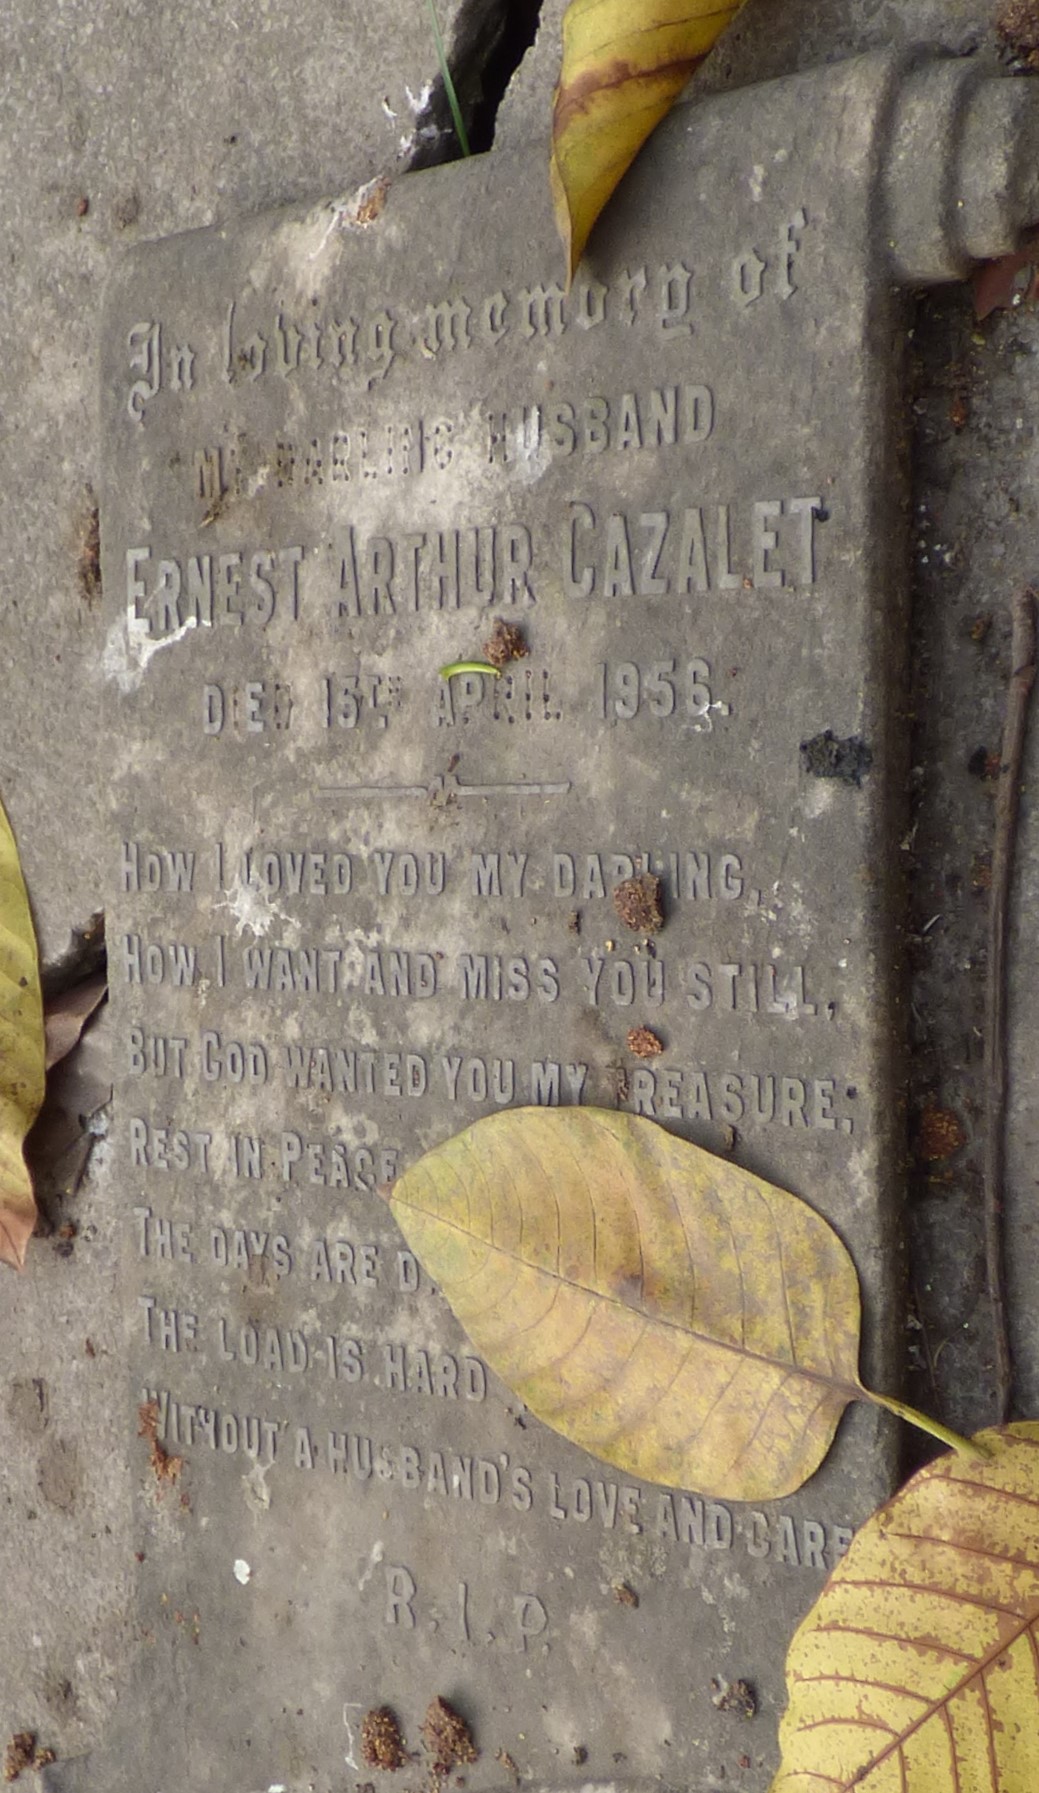 In loving memory of
MY DARLING HUSBAND
ERNEST ARTHUR CAZALET
DIED 15TH APRIL 1956.
HOW I LOVED YOU MY DARLING,
HOW I WANT AND MISS YOU STILL,
BUT GOD WANTED YOU MY TREASURE.
REST IN PEACE
THE DAYS ARE
THE LOAD IS HARD
WITHOUT A HUSBAND'S LOVE AND CARE
R.I.P.